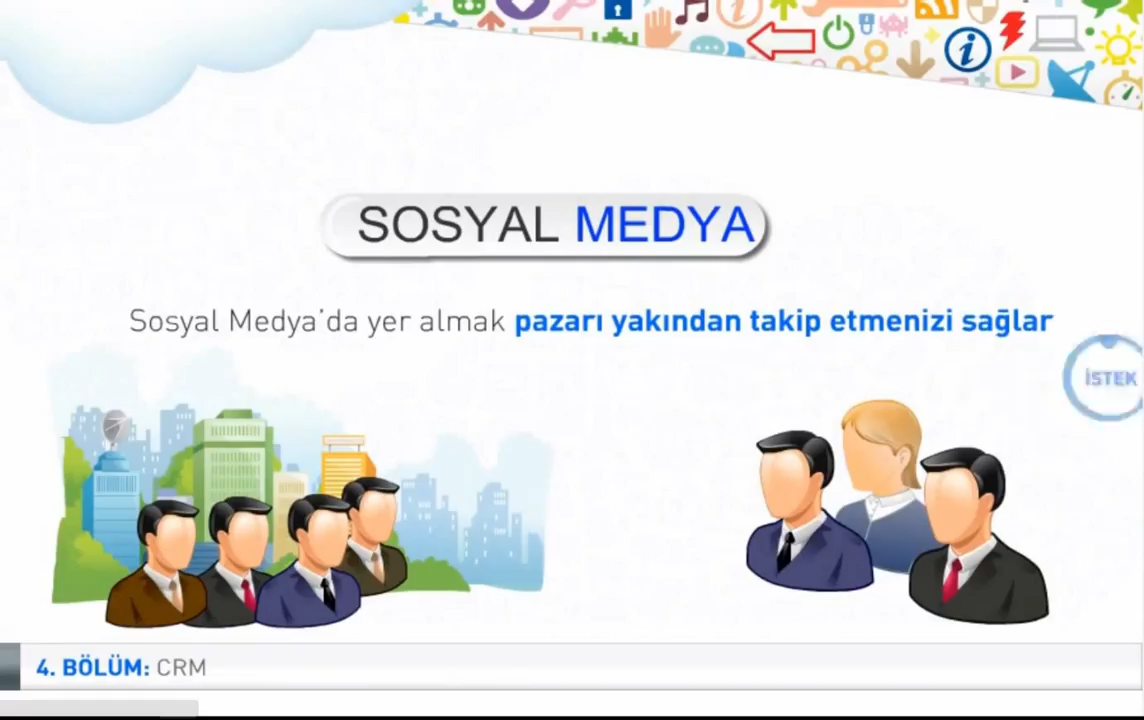 SOSYAL MEDYA
Sosyal Medya'da yer almak pazarı yakından takip etmenizi sağlar
İSTEK
4. BÖLÜM: CRM